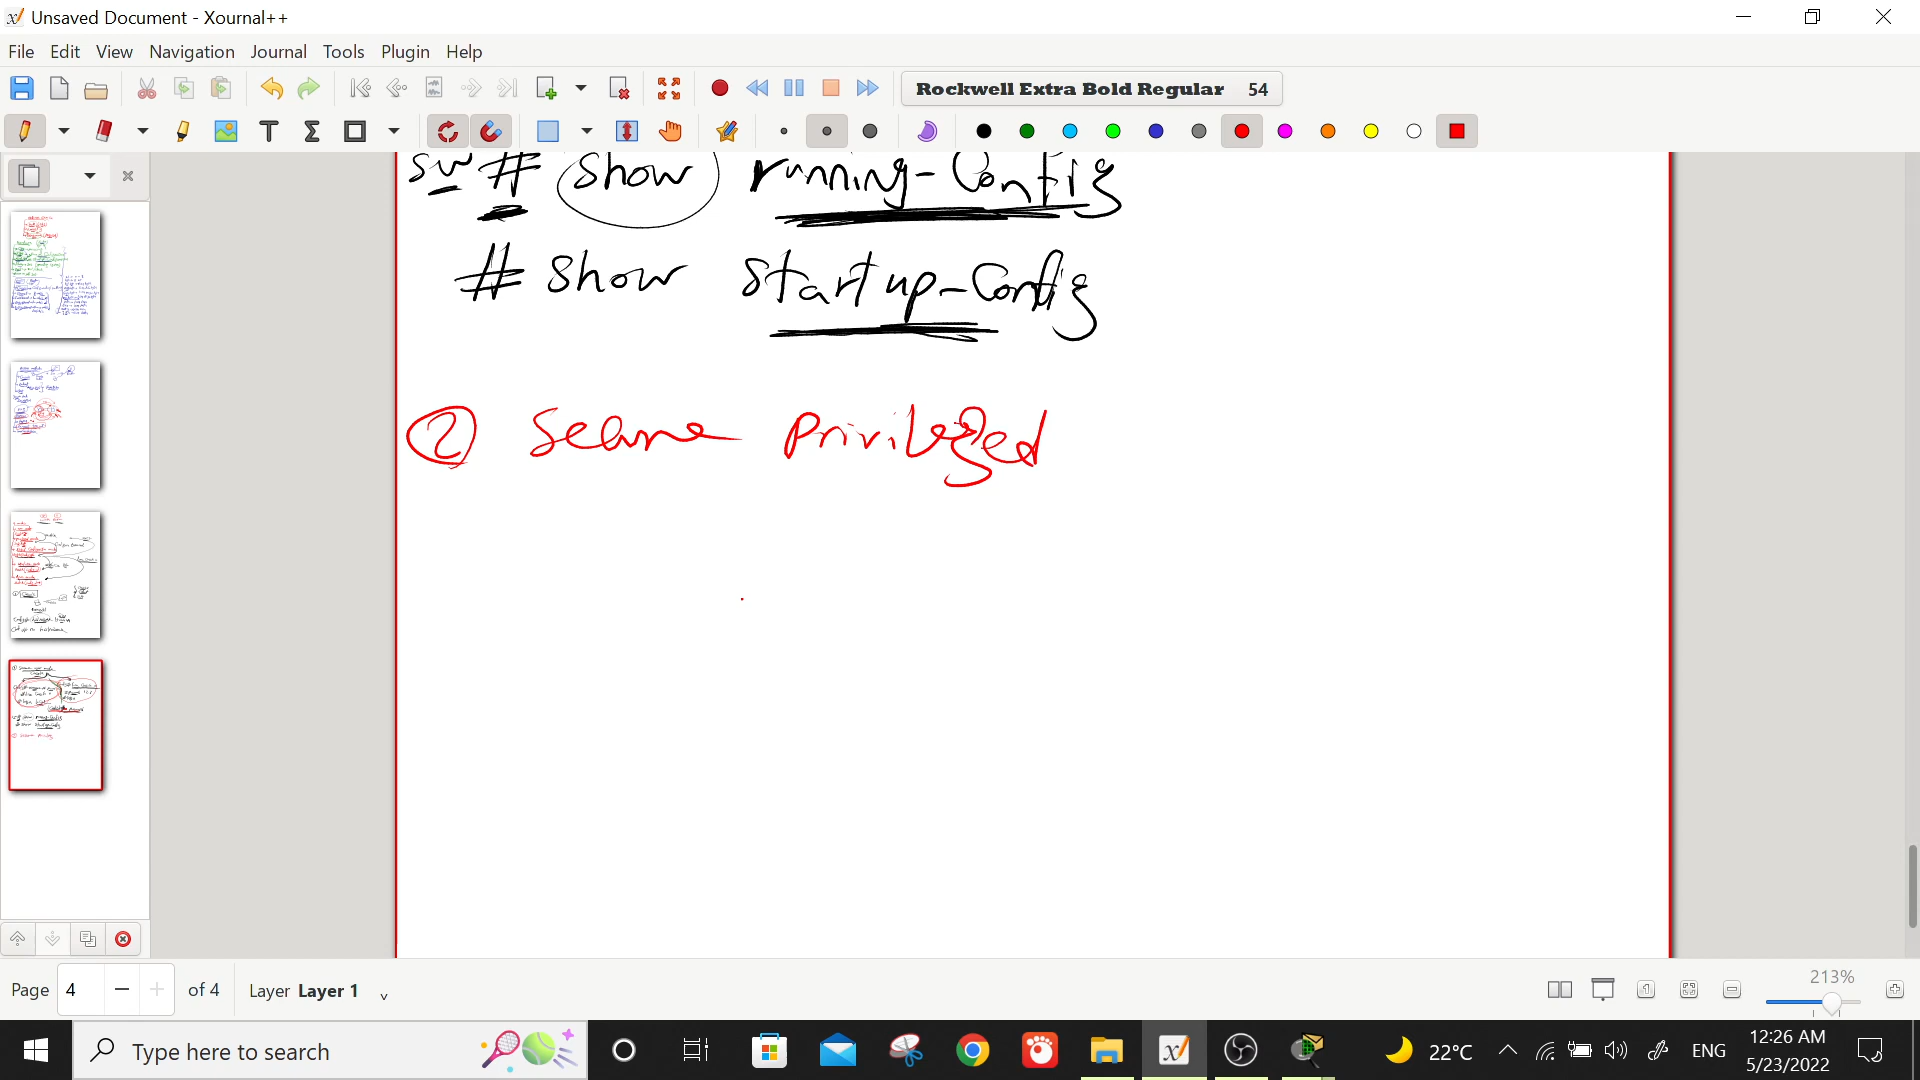 Unsaved Document - Xournal++
File Edit View Navigation Journal Tools Plugin Help
Rockwell Extra Bold Regular 54
sw # show running-Config
# show startup-Config
② Secure Privileged
Page 4 of 4 Layer Layer 1
213%
Type here to search
22°C
ENG
12:26 AM
5/23/2022